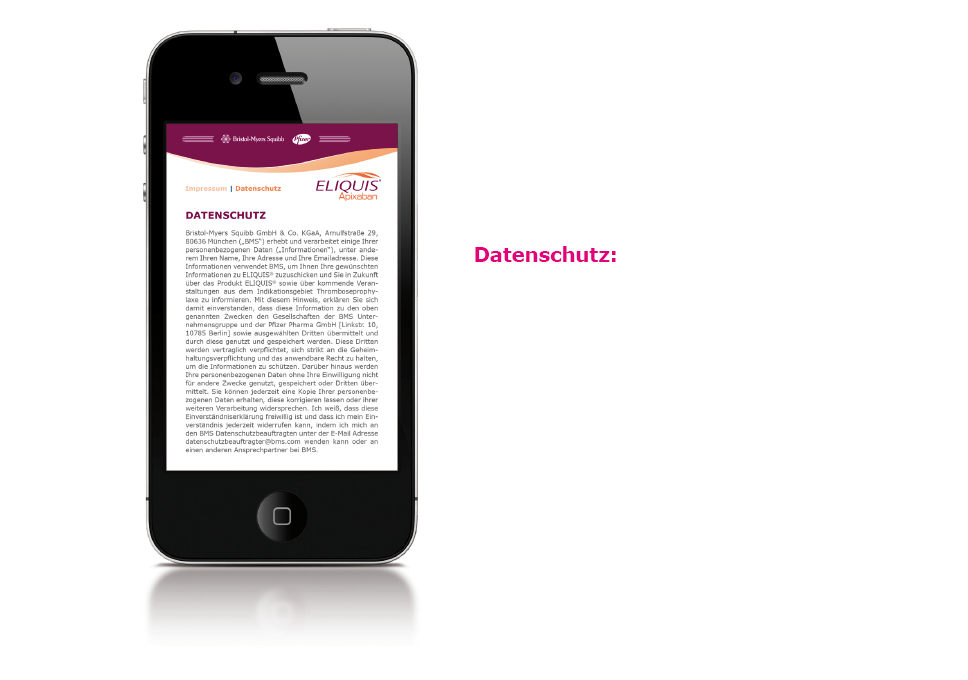 Bristol-Myers Squibb Pfizer
Impressum | Datenschutz
ELIQUIS®
Apixaban
DATENSCHUTZ
Bristol-Myers Squibb GmbH & Co. KGaA, Arnulfstraße 29,
80636 München („BMS“) erhebt und verarbeitet einige Ihrer
personenbezogenen Daten („Informationen“), unter ande-
rem Ihren Name, Ihre Adresse und Ihre Emailadresse. Diese
Informationen verwendet BMS, um Ihnen Ihre gewünschten
Informationen zu ELIQUIS® zuzuschicken und Sie in Zukunft
über das Produkt ELIQUIS® sowie über kommende Veran-
staltungen aus dem Indikationsgebiet Thromboseprophy-
laxe zu informieren. Mit diesem Hinweis, erklären Sie sich
damit einverstanden, dass diese Information zu den oben
genannten Zwecken den Gesellschaften der BMS Unter-
nehmensgruppe und der Pfizer Pharma GmbH [Linkstr. 10,
10785 Berlin] sowie ausgewählten Dritten übermittelt und
durch diese genutzt und gespeichert werden. Diese Dritten
werden vertraglich verpflichtet, sich strikt an die Geheim-
haltungsverpflichtung und das anwendbare Recht zu halten,
um die Informationen zu schützen. Darüber hinaus werden
Ihre personenbezogenen Daten ohne Ihre Einwilligung nicht
für andere Zwecke genutzt, gespeichert oder Dritten über-
mittelt. Sie können jederzeit eine Kopie Ihrer personenbe-
zogenen Daten erhalten, diese korrigieren lassen oder ihrer
weiteren Verarbeitung widersprechen. Ich weiß, dass diese
Einverständniserklärung freiwillig ist und dass ich mein Ein-
verständnis jederzeit widerrufen kann, indem ich mich an
den BMS Datenschutzbeauftragten unter der E-Mail Adresse
datenschutzbeauftragter@bms.com wenden kann oder an
einen anderen Ansprechpartner bei BMS.
Datenschutz: